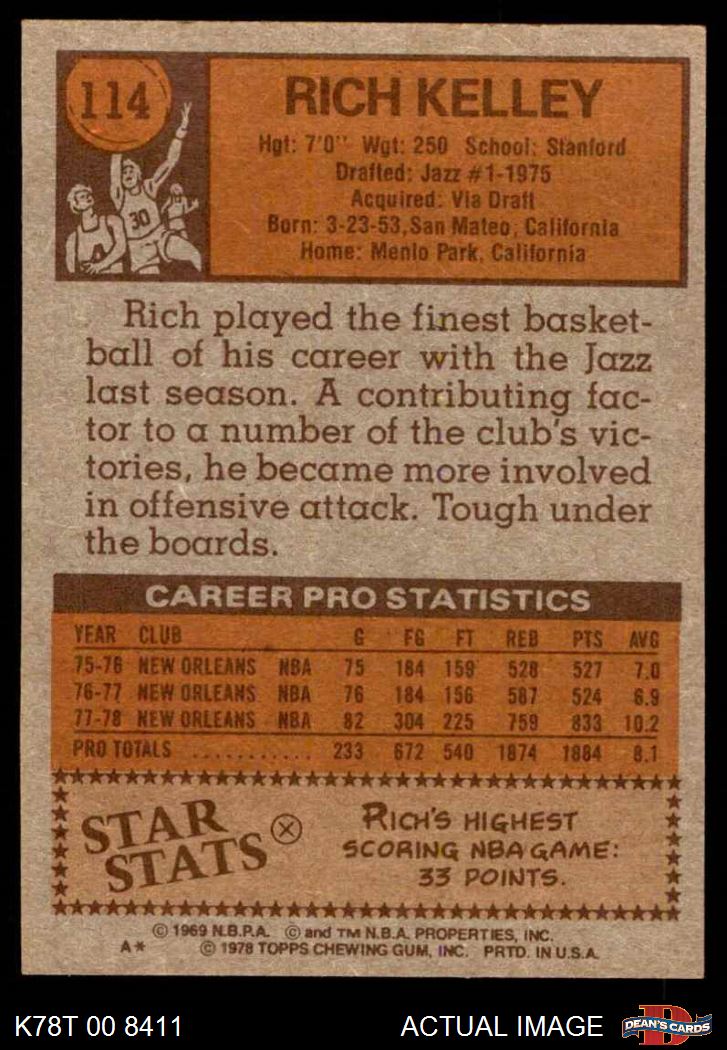 114
RICH KELLEY
Hgt: 7'0" Wgt: 250 School: Stanford
Drafted: Jazz #1-1975
Acquired: Via Draft
Born: 3-23-53, San Mateo, California
Home: Menlo Park, California
30
Rich played the finest basket-
ball of his career with the Jazz
last season. A contributing fac-
tor to a number of the club's vic-
tories, he became more involved
in offensive attack. Tough under
the boards.
CAREER PRO STATISTICS
YEAR CLUB G FG FT REB PTS AVG
75-76 NEW ORLEANS NBA 75 184 159 528 527 7.0
76-77 NEW ORLEANS NBA 76 184 156 587 524 6.9
77-78 NEW ORLEANS NBA 82 304 225 759 833 10.2
PRO TOTALS ........... 233 672 540 1874 1884 8.1
STAR
STATS
RICH'S HIGHEST
SCORING NBA GAME:
33 POINTS.
© 1969 N.B.P.A. © and TM N.B.A. PROPERTIES, INC.
A* © 1978 TOPPS CHEWING GUM, INC. PRTD. IN U.S.A.
K78T 00 8411
ACTUAL IMAGE
D
DEAN'S CARDS